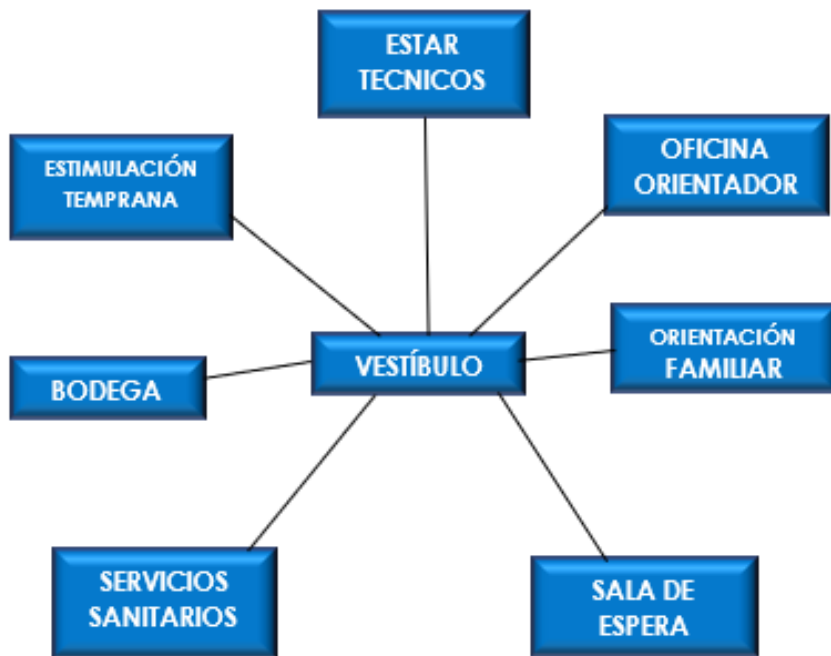 ESTAR
TECNICOS
ESTIMULACIÓN
TEMPRANA
OFICINA
ORIENTADOR
BODEGA
VESTÍBULO
ORIENTACIÓN
FAMILIAR
SERVICIOS
SANITARIOS
SALA DE
ESPERA